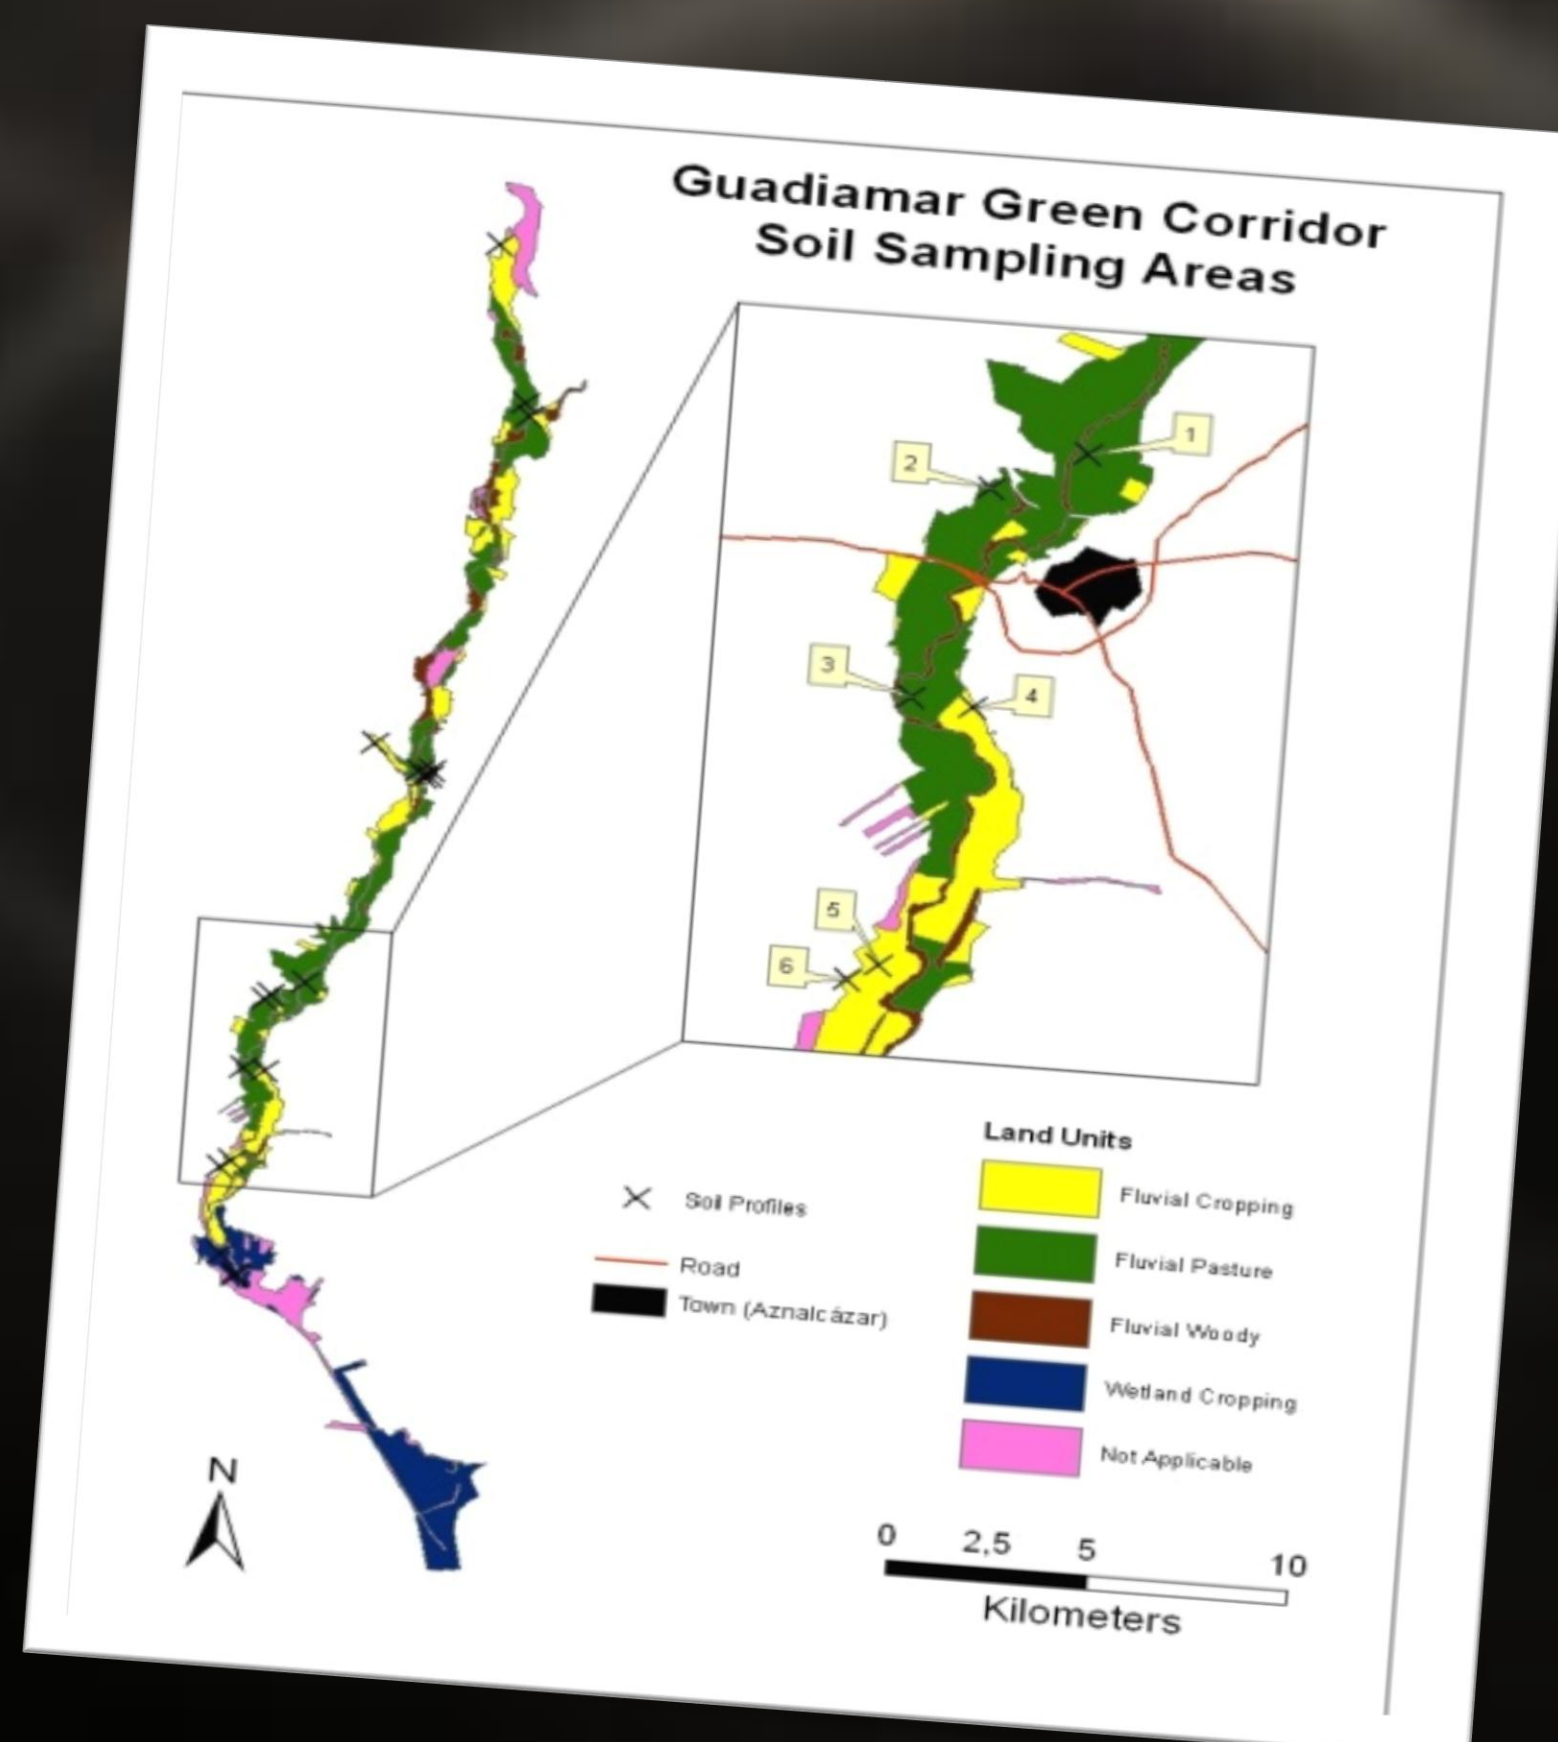 Guadiamar Green Corridor
Soil Sampling Areas
1
2
3
4
5
6
Land Units
Soil Profiles
Road
Town (Aznalcázar)
Fluvial Cropping
Fluvial Pasture
Fluvial Woody
Wetland Cropping
Not Applicable
N
0 2,5 5 10
Kilometers